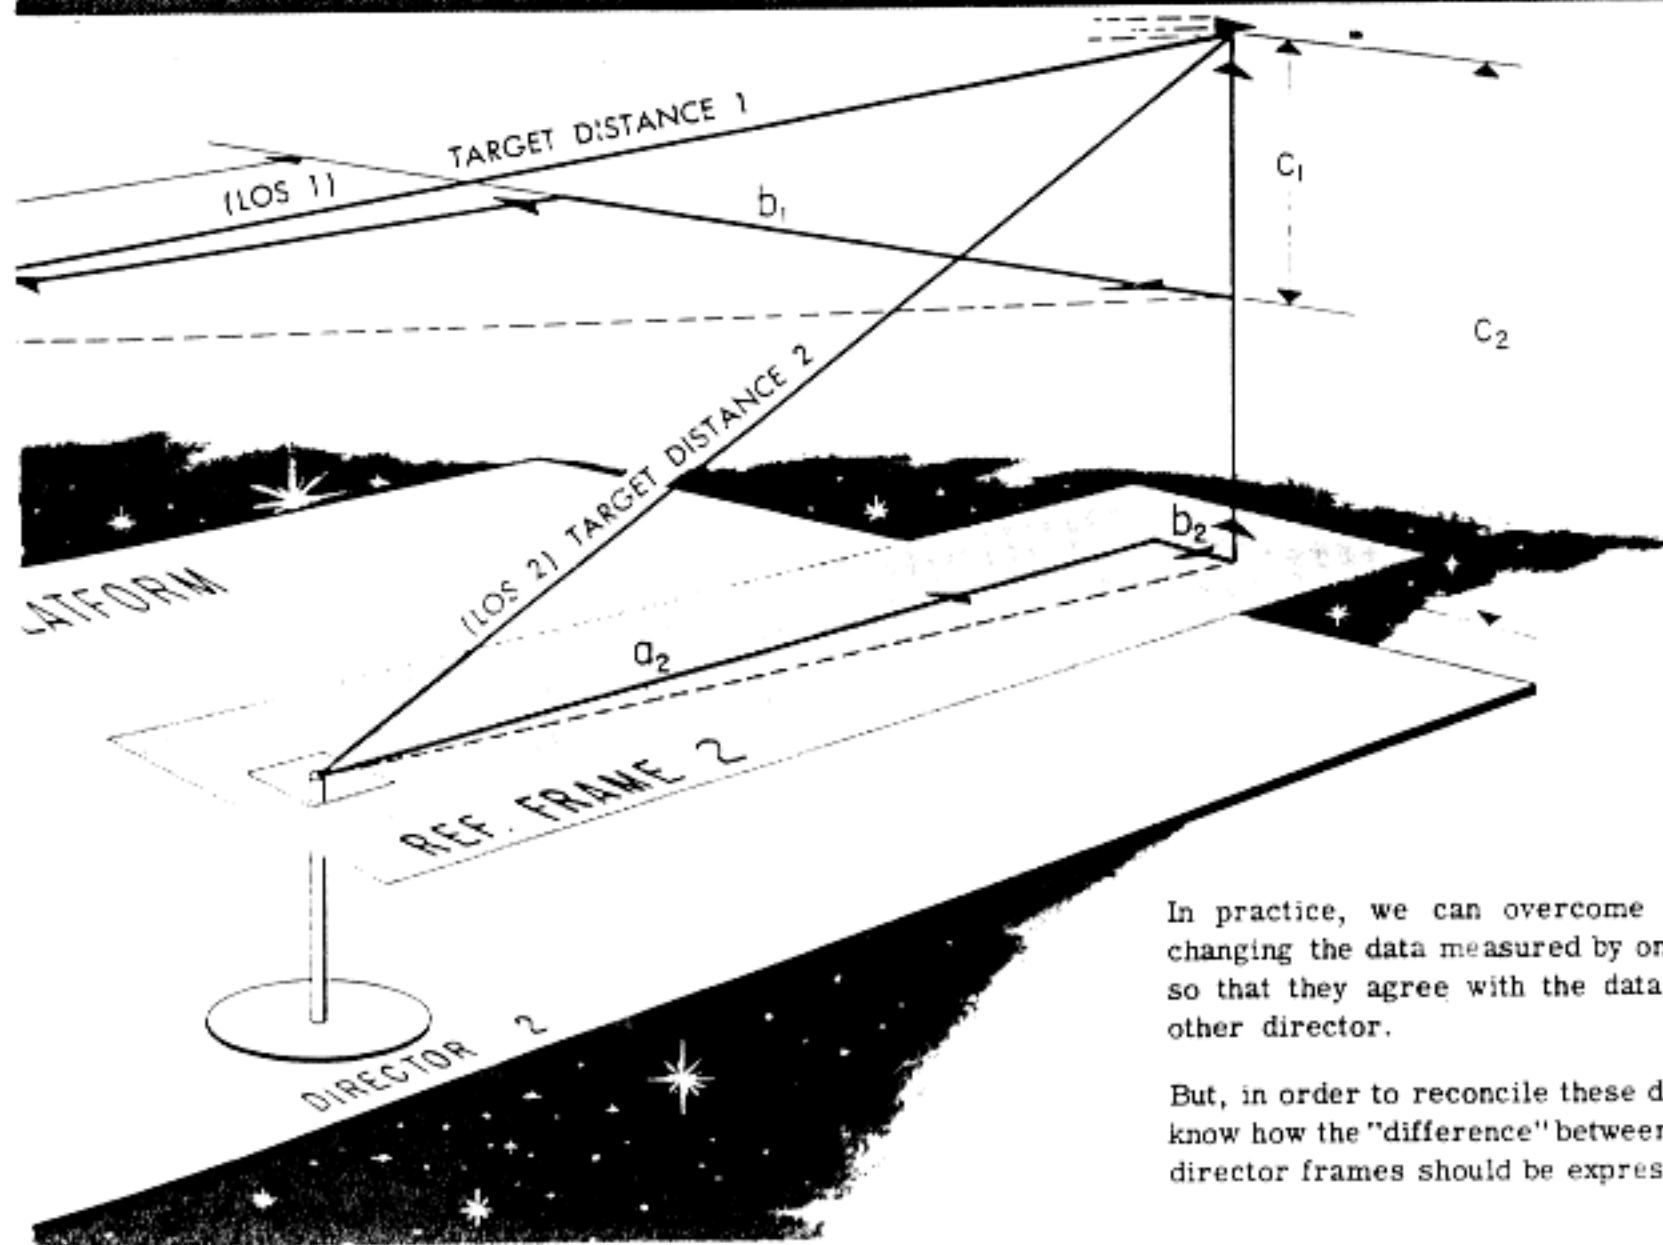 TARGET DISTANCE 1
(LOS 1)
b₁
c₁
c₂
(LOS 2) TARGET DISTANCE 2
b₂
LATFORM
a₂
REF. FRAME 2
DIRECTOR 2
In practice, we can overcome
changing the data measured by on
so that they agree with the data
other director.
But, in order to reconcile these d
know how the "difference" between
director frames should be expres